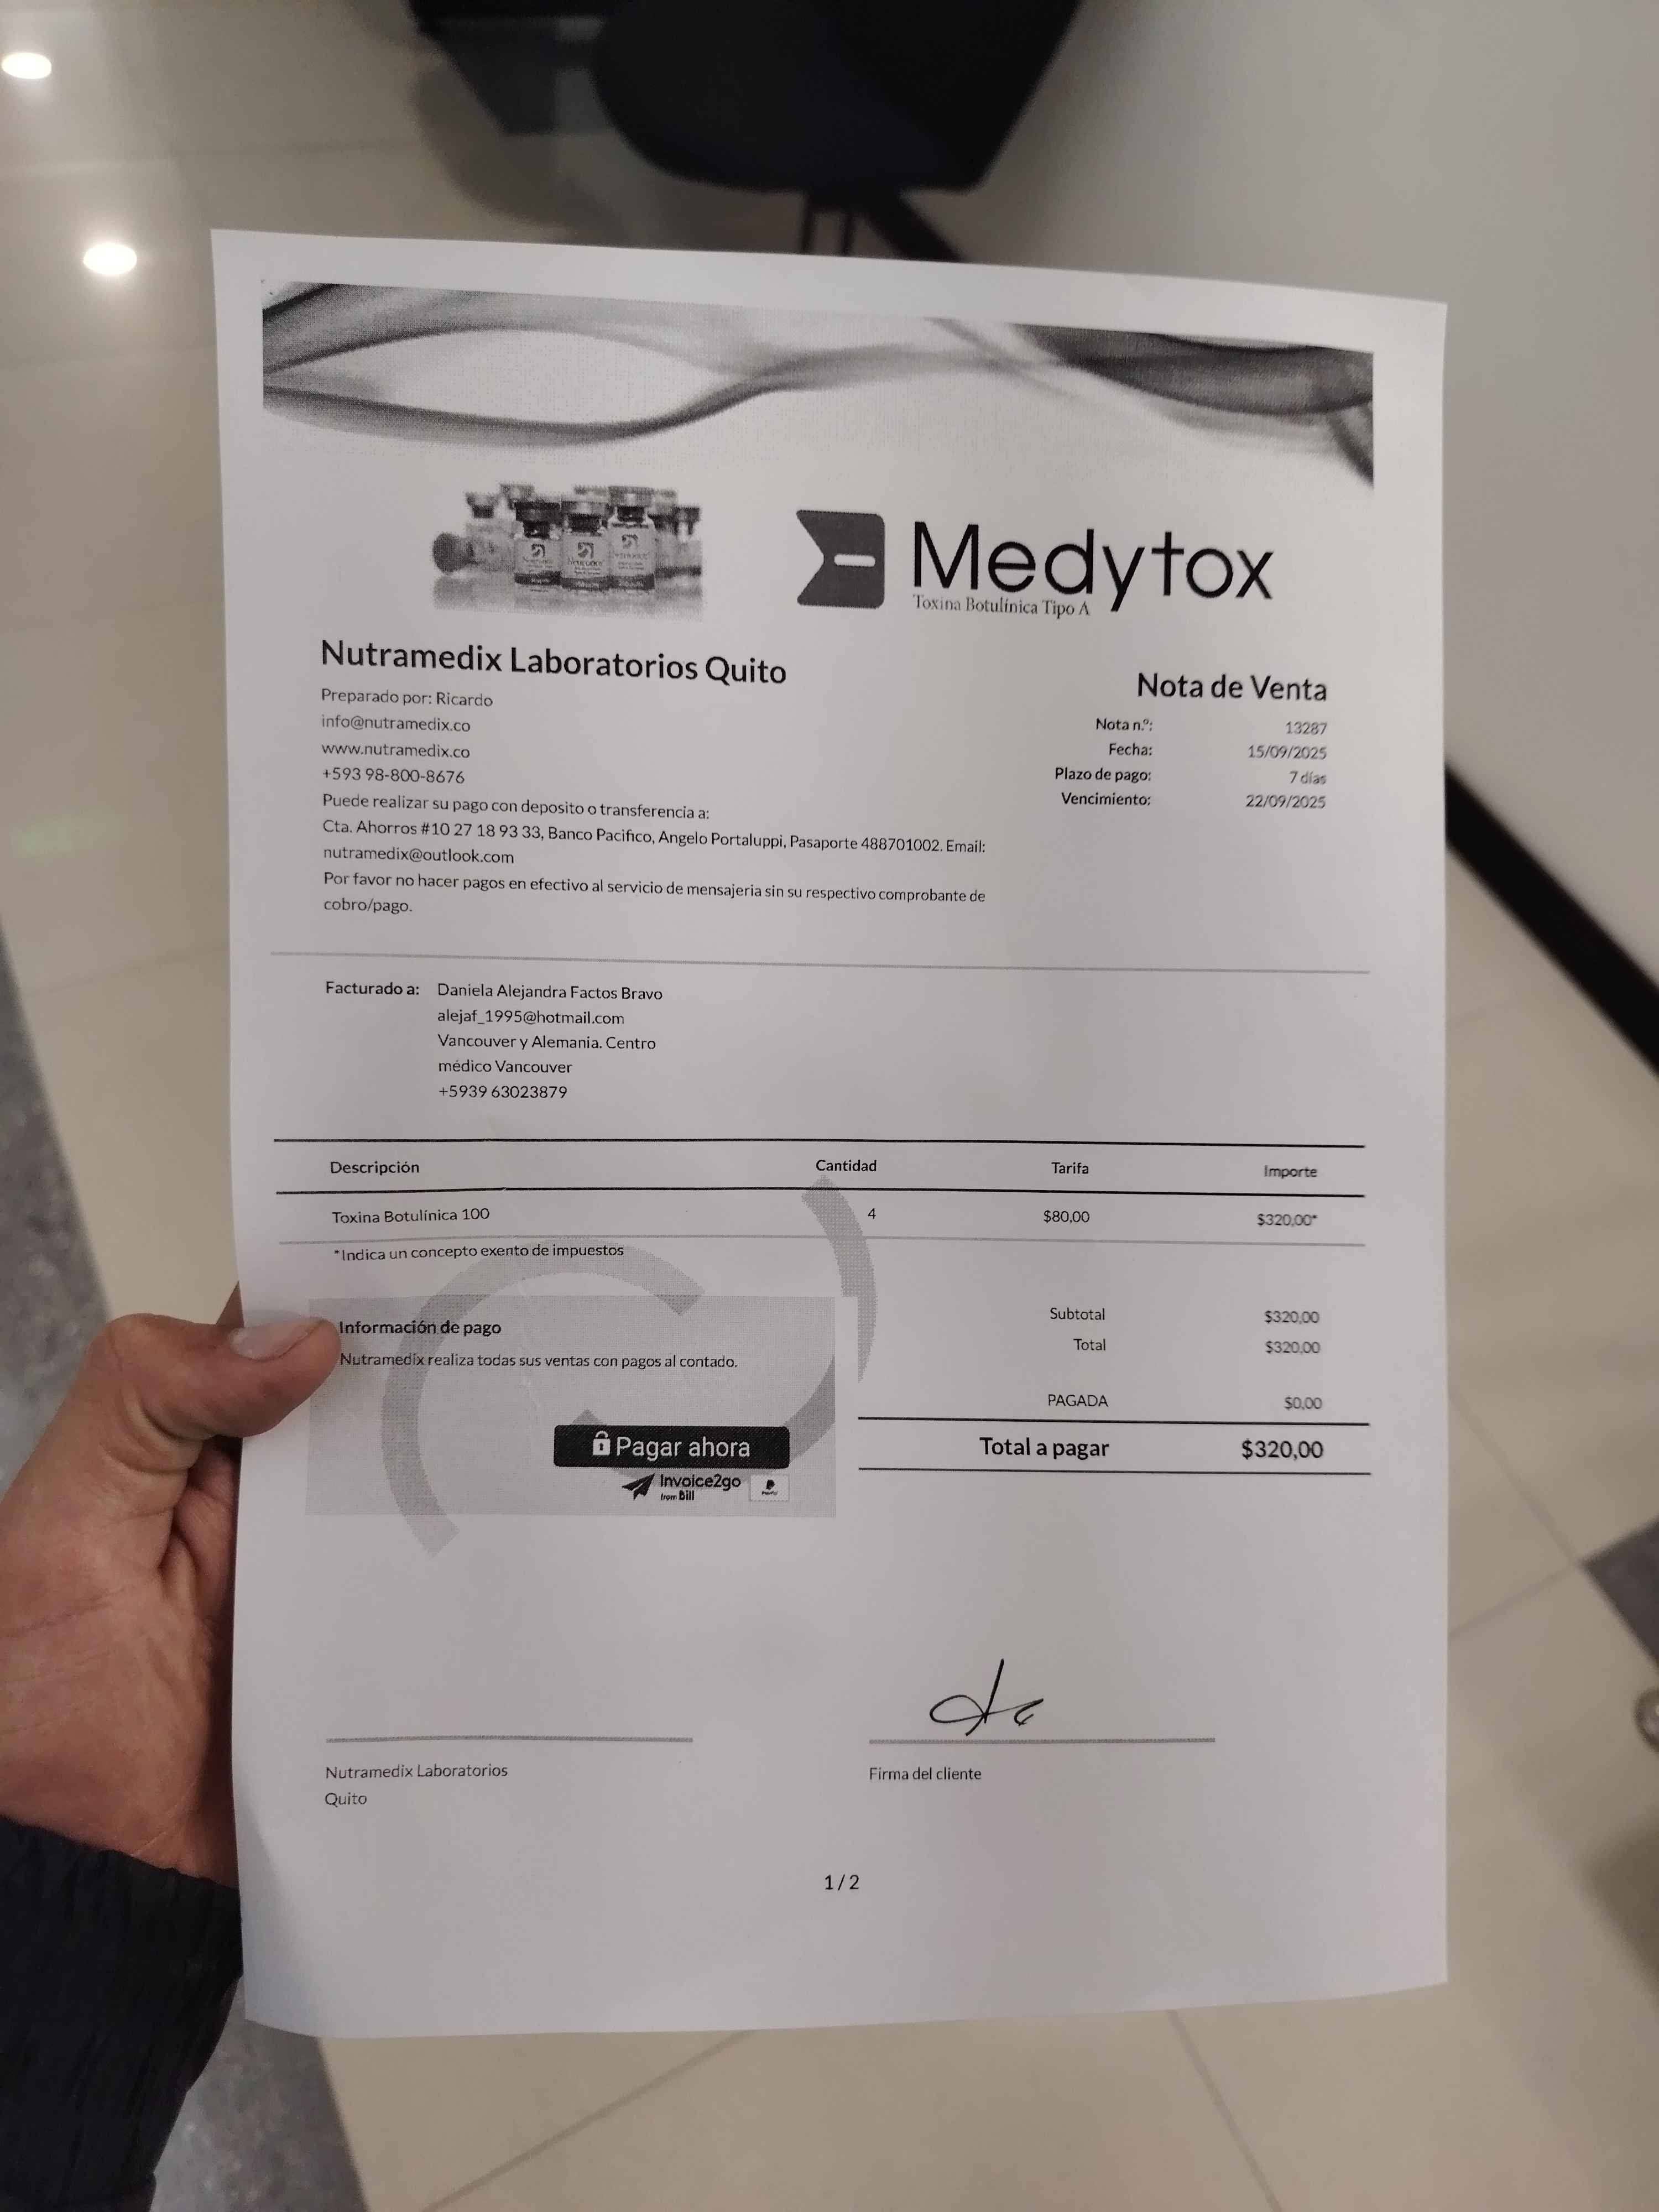 Medytox
Toxina Botulínica Tipo A
Nutramedix Laboratorios Quito
Preparado por: Ricardo
info@nutramedix.co
www.nutramedix.co
+593 98-800-8676
Puede realizar su pago con deposito o transferencia a:
Cta. Ahorros #10 27 18 93 33, Banco Pacifico, Angelo Portaluppi, Pasaporte 488701002. Email:
nutramedix@outlook.com
Por favor no hacer pagos en efectivo al servicio de mensajeria sin su respectivo comprobante de
cobro/pago.
Nota de Venta
Nota n.º: 13287
Fecha: 15/09/2025
Plazo de pago: 7 días
Vencimiento: 22/09/2025
Facturado a: Daniela Alejandra Factos Bravo
alejaf_1995@hotmail.com
Vancouver y Alemania. Centro
médico Vancouver
+5939 63023879
Descripción Cantidad Tarifa Importe
Toxina Botulínica 100 4 $80,00 $320,00*
*Indica un concepto exento de impuestos
Información de pago
Nutramedix realiza todas sus ventas con pagos al contado.
Pagar ahora
Invoice2go
from Bill
Subtotal $320,00
Total $320,00
PAGADA $0,00
Total a pagar $320,00
Nutramedix Laboratorios
Quito
Firma del cliente
1 / 2